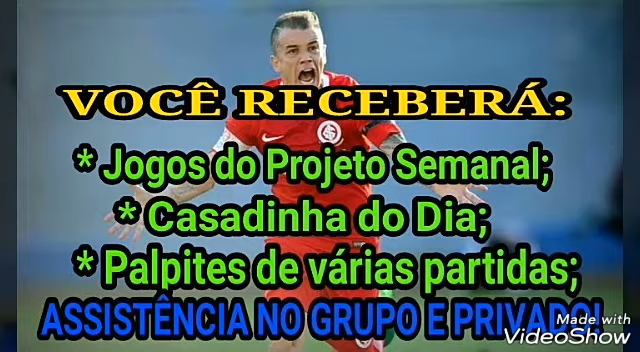 VOCÊ RECEBERÁ:
* Jogos do Projeto Semanal;
* Casadinha do Dia;
* Palpites de várias partidas;
ASSISTÊNCIA NO GRUPO E PRIVADO!
Made with
VideoShow